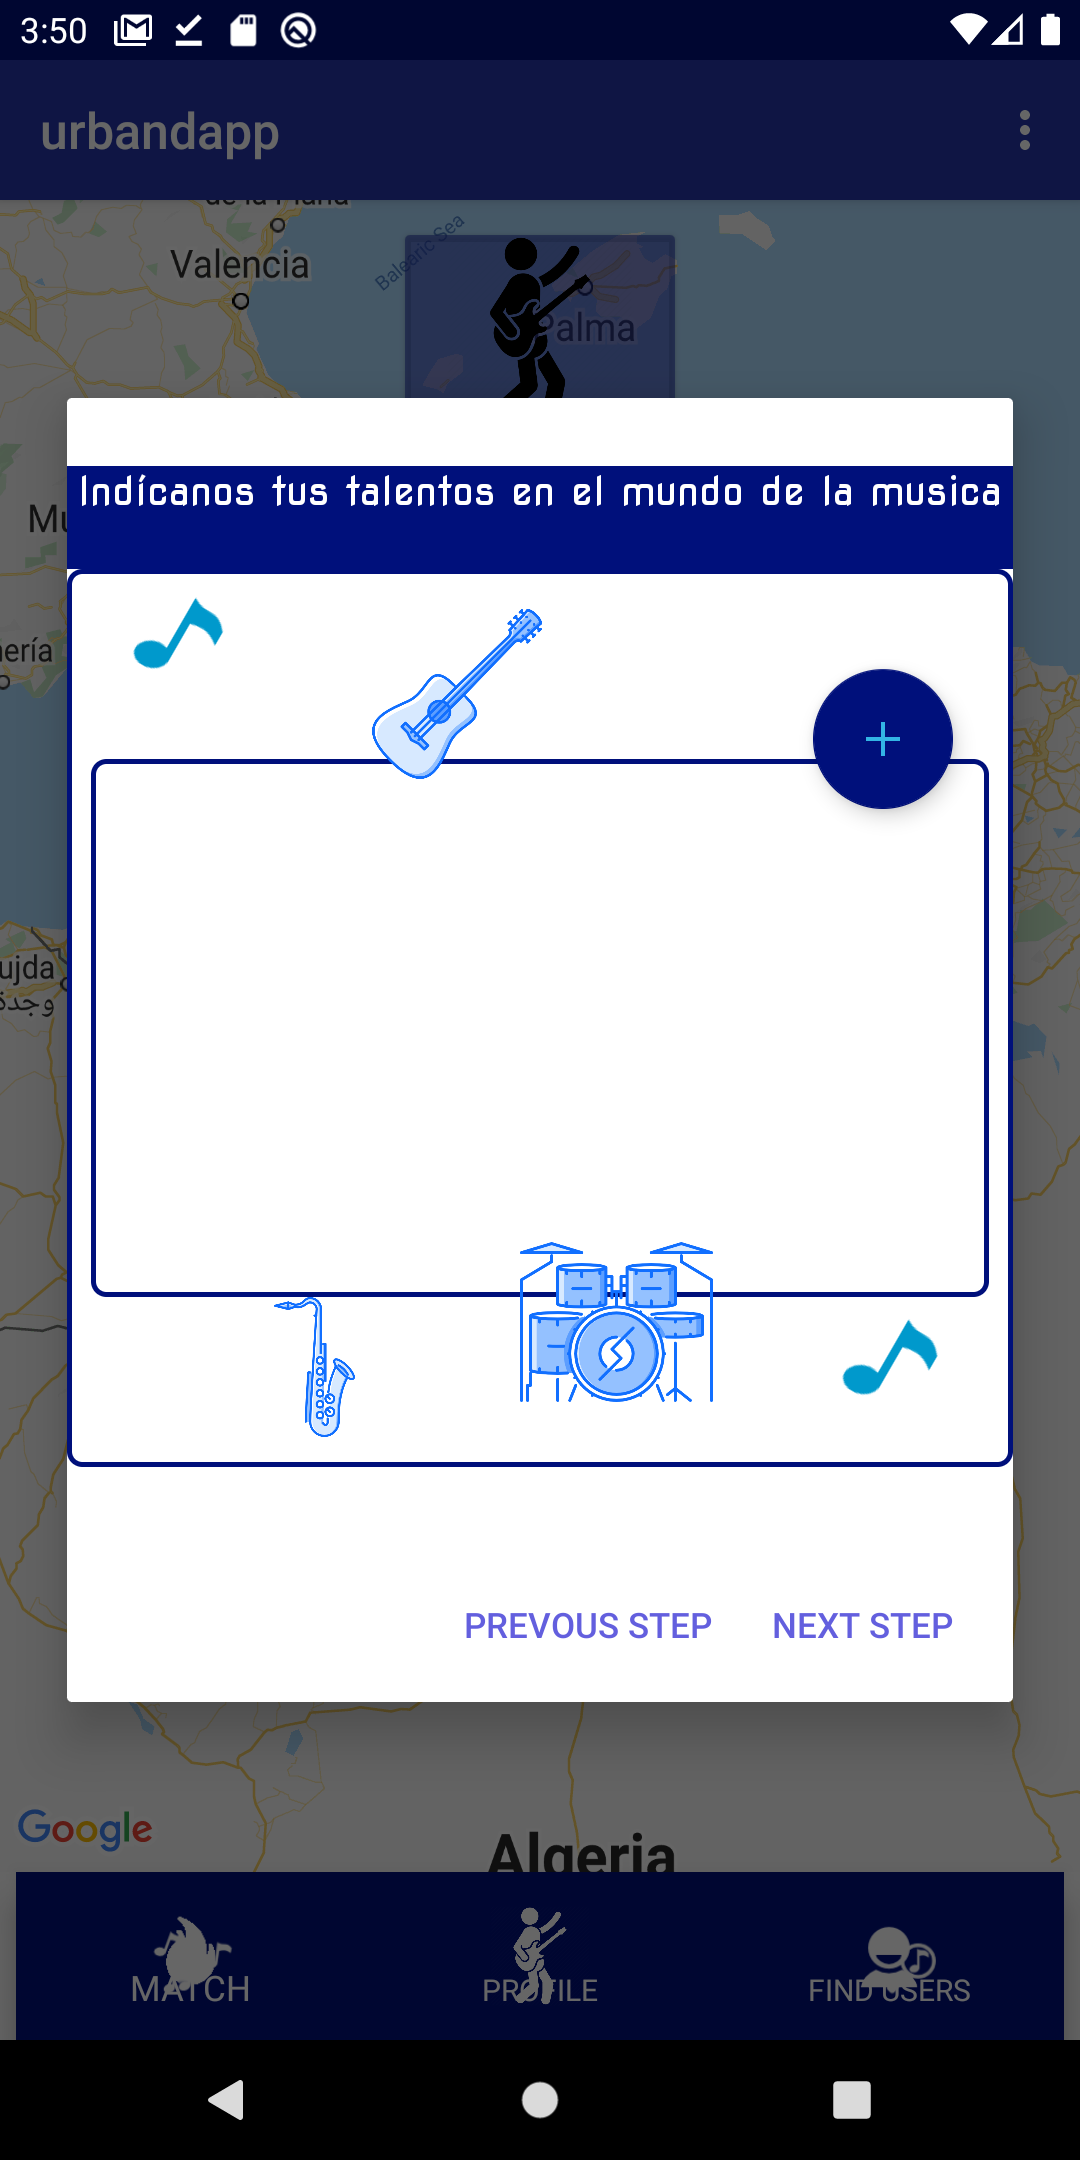 3:50
urbandapp
Valencia
Balearic Sea
Palma
Indícanos tus talentos en el mundo de la musica
ujda
وجدة
PREVOUS STEP
NEXT STEP
Google
Algeria
MATCH
PROFILE
FIND USERS